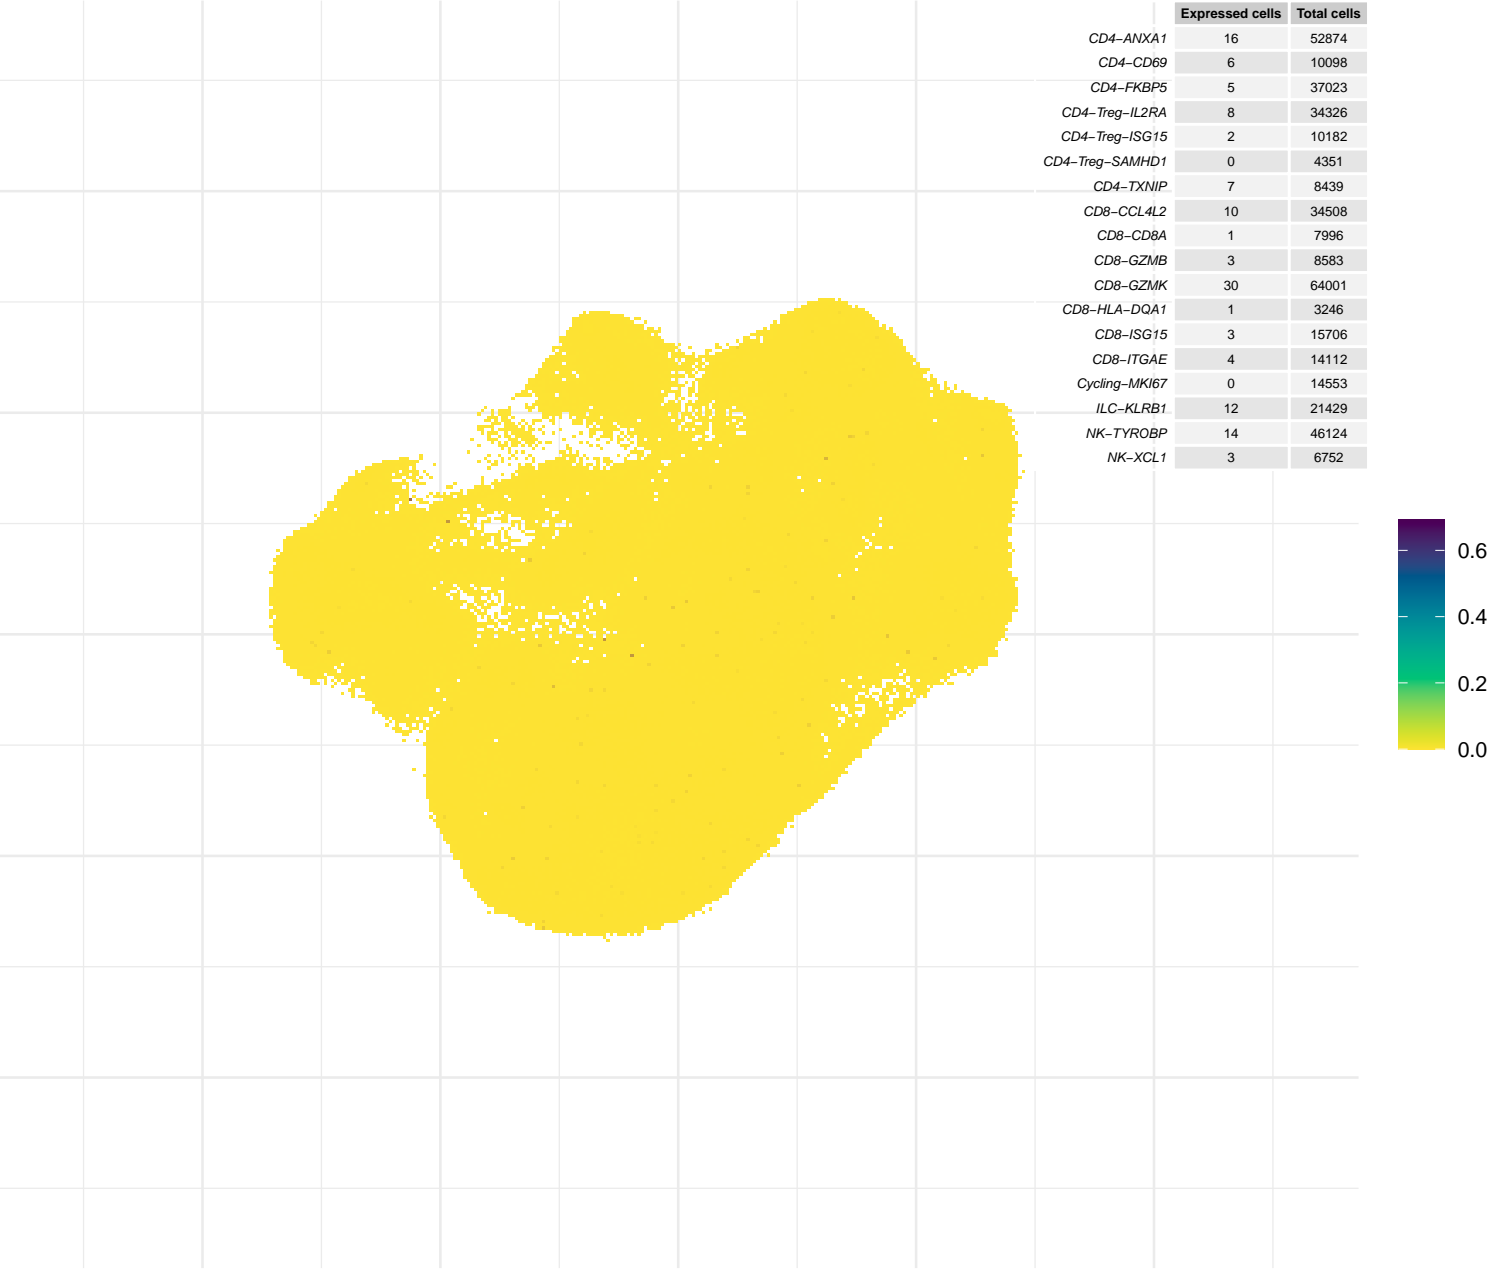 Expressed cells Total cells
CD4−ANXA1 16 52874
CD4−CD69 6 10098
CD4−FKBP5 5 37023
CD4−Treg−IL2RA 8 34326
CD4−Treg−ISG15 2 10182
CD4−Treg−SAMHD1 0 4351
CD4−TXNIP 7 8439
CD8−CCL4L2 10 34508
CD8−CD8A 1 7996
CD8−GZMB 3 8583
CD8−GZMK 30 64001
CD8−HLA−DQA1 1 3246
CD8−ISG15 3 15706
CD8−ITGAE 4 14112
Cycling−MKI67 0 14553
ILC−KLRB1 12 21429
NK−TYROBP 14 46124
NK−XCL1 3 6752
0.6
0.4
0.2
0.0